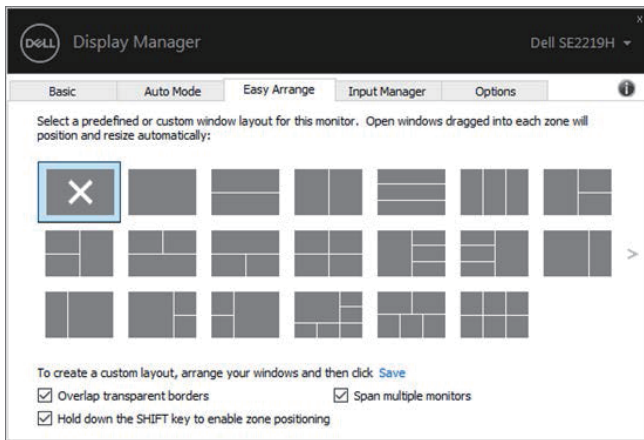 x
DELL Display Manager Dell SE2219H
Basic Auto Mode Easy Arrange Input Manager Options
Select a predefined or custom window layout for this monitor. Open windows dragged into each zone will
position and resize automatically:
To create a custom layout, arrange your windows and then click Save
Overlap transparent borders Span multiple monitors
Hold down the SHIFT key to enable zone positioning